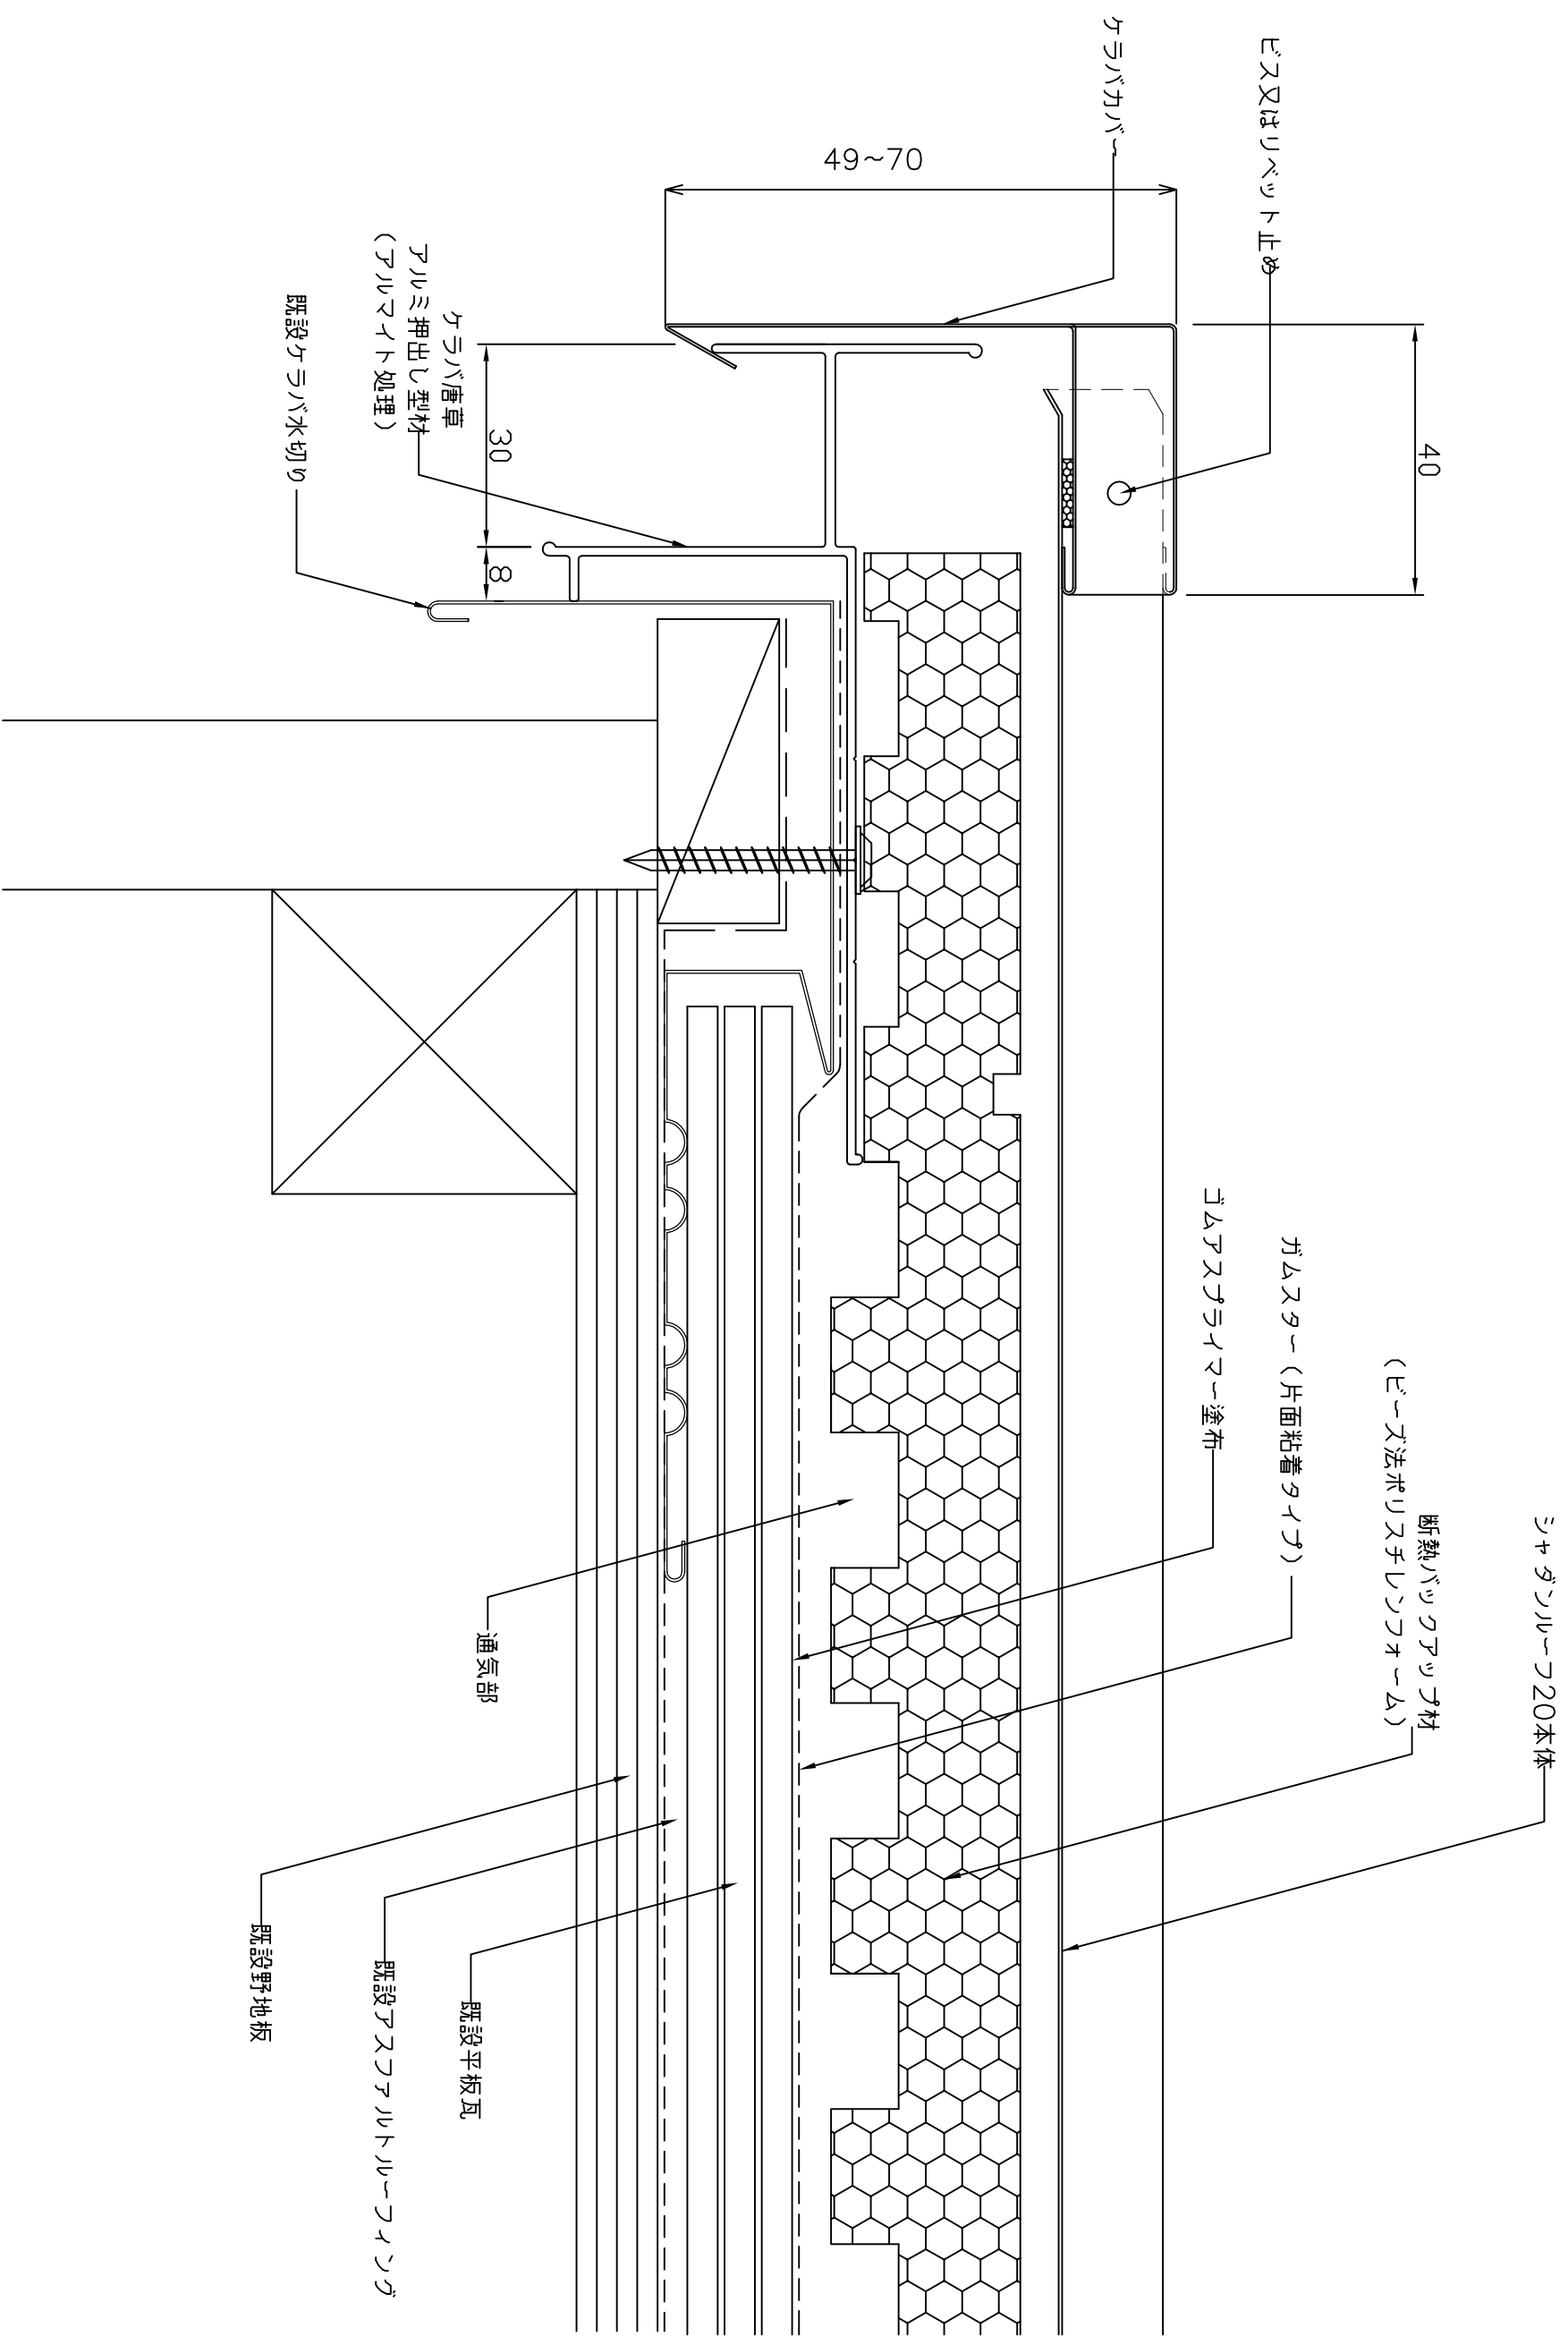 シャダンルーフ20本体
断熱バックアップ材
（ビーズ法ポリスチレンフォーム）
ガムスター（片面粘着タイプ）
ゴムアスプライマー塗布
ビス又はリベット止め
ケラバカバー
40
49~70
30
8
ケラバ唐草
アルミ押出し型材
（アルマイト処理）
既設ケラバ水切り
通気部
既設平板瓦
既設アスファルトルーフィング
既設野地板